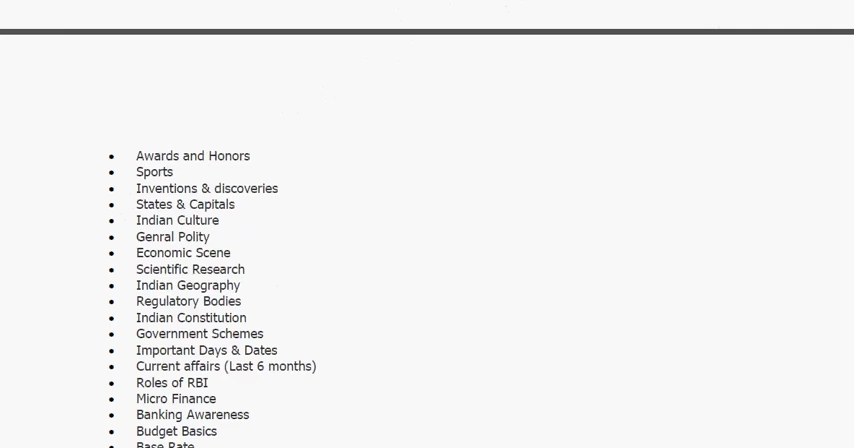 • Awards and Honors
• Sports
• Inventions & discoveries
• States & Capitals
• Indian Culture
• Genral Polity
• Economic Scene
• Scientific Research
• Indian Geography
• Regulatory Bodies
• Indian Constitution
• Government Schemes
• Important Days & Dates
• Current affairs (Last 6 months)
• Roles of RBI
• Micro Finance
• Banking Awareness
• Budget Basics
• Base Rate